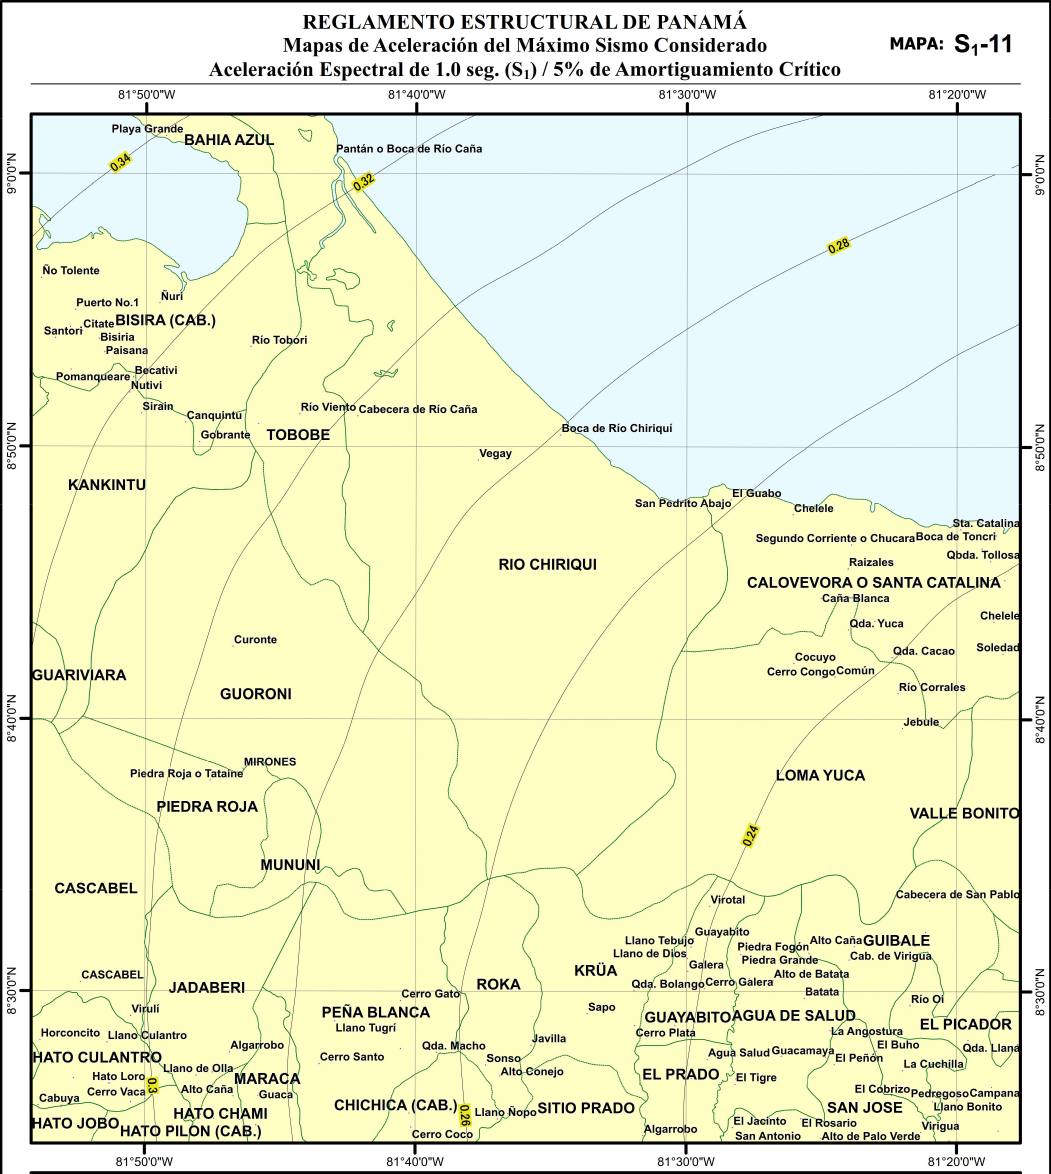 REGLAMENTO ESTRUCTURAL DE PANAMÁ
Mapas de Aceleración del Máximo Sismo Considerado
MAPA: S₁-11
Aceleración Espectral de 1.0 seg. (S₁) / 5% de Amortiguamiento Crítico
81°50'0"W 81°40'0"W 81°30'0"W 81°20'0"W
Playa Grande
BAHIA AZUL
Pantán o Boca de Río Caña
0.34
9°0'0"N 9°0'0"N
0.32
0.28
Ño Tolente
Ñuri
Puerto No.1
BISIRA (CAB.)
Citate
Santori
Bisiria
Río Tobori
Paisana
Becativi
Pomanqueare
Nutivi
Sirain
Río Viento
Cabecera de Río Caña
Canquintu
Boca de Río Chiriquí
Gobrante
TOBOBE
8°50'0"N 8°50'0"N
Vegay
KANKINTU
El Guabo
San Pedrito Abajo
Chelele
Sta. Catalina
Segundo Corriente o Chucara
Boca de Toncri
Qbda. Tollosa
Raizales
RIO CHIRIQUI
CALOVEVORA O SANTA CATALINA
Caña Blanca
Chelele
Qda. Yuca
Curonte
Soledad
Qda. Cacao
Cocuyo
Cerro Congo
Común
GUARIVIARA
Río Corrales
GUORONI
8°40'0"N 8°40'0"N
Jebule
MIRONES
Piedra Roja o Tataine
LOMA YUCA
PIEDRA ROJA
VALLE BONITO
0.24
MUNUNI
CASCABEL
Cabecera de San Pablo
Virotal
Guayabito
Llano Tebujo
Alto Caña
GUIBALE
Piedra Fogón
Llano de Dios
Cab. de Virigua
Piedra Grande
Galera
KRÜA
CASCABEL
Alto de Batata
Qda. Bolango
Cerro Galera
ROKA
JADABERI
8°30'0"N 8°30'0"N
Cerro Gato
Batata
Río Oí
Virulí
Sapo
PEÑA BLANCA
GUAYABITO
AGUA DE SALUD
Llano Tugrí
EL PICADOR
Horconcito
Llano Culantro
Cerro Plata
La Angostura
Javilla
Algarrobo
Qda. Macho
El Buho
Qda. Llana
HATO CULANTRO
Cerro Santo
Sonso
Agua Salud
Guacamaya
El Peñón
Llano de Olla
La Cuchilla
Alto Conejo
Hato Loro
MARACA
EL PRADO
El Tigre
0.3
Alto Caña
El Cobrizo
Cerro Vaca
Guaca
Pedregoso
Campana
Cabuya
CHICHICA (CAB.)
0.26
Llano Ñopo
SITIO PRADO
SAN JOSE
Llano Bonito
HATO CHAMI
HATO JOBO
El Jacinto
El Rosario
Virigua
HATO PILON (CAB.)
Cerro Coco
Algarrobo
San Antonio
Alto de Palo Verde
81°50'0"W 81°40'0"W 81°30'0"W 81°20'0"W